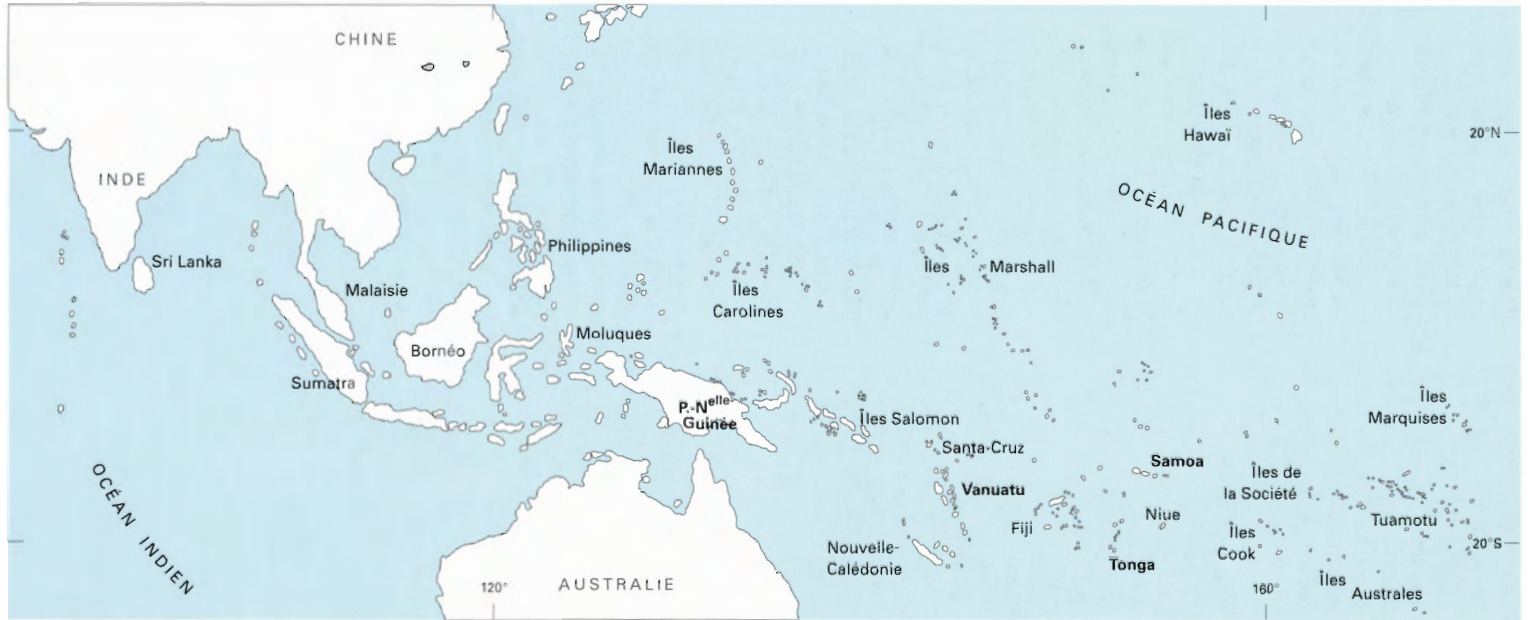 CHINE
Îles
Hawaï
20°N
Îles
Mariannes
INDE
OCÉAN PACIFIQUE
Philippines
Sri Lanka
Îles Marshall
Malaisie
Îles
Carolines
Moluques
Bornéo
Sumatra
P.-Nelle-
Guinée
Îles
Marquises
Îles Salomon
Santa-Cruz
Samoa
Îles de
la Société
Vanuatu
OCÉAN INDIEN
Niue
Tuamotu
Fiji
Îles
Cook
20°S
Nouvelle-
Calédonie
Tonga
AUSTRALIE
120°
160°
Îles
Australes